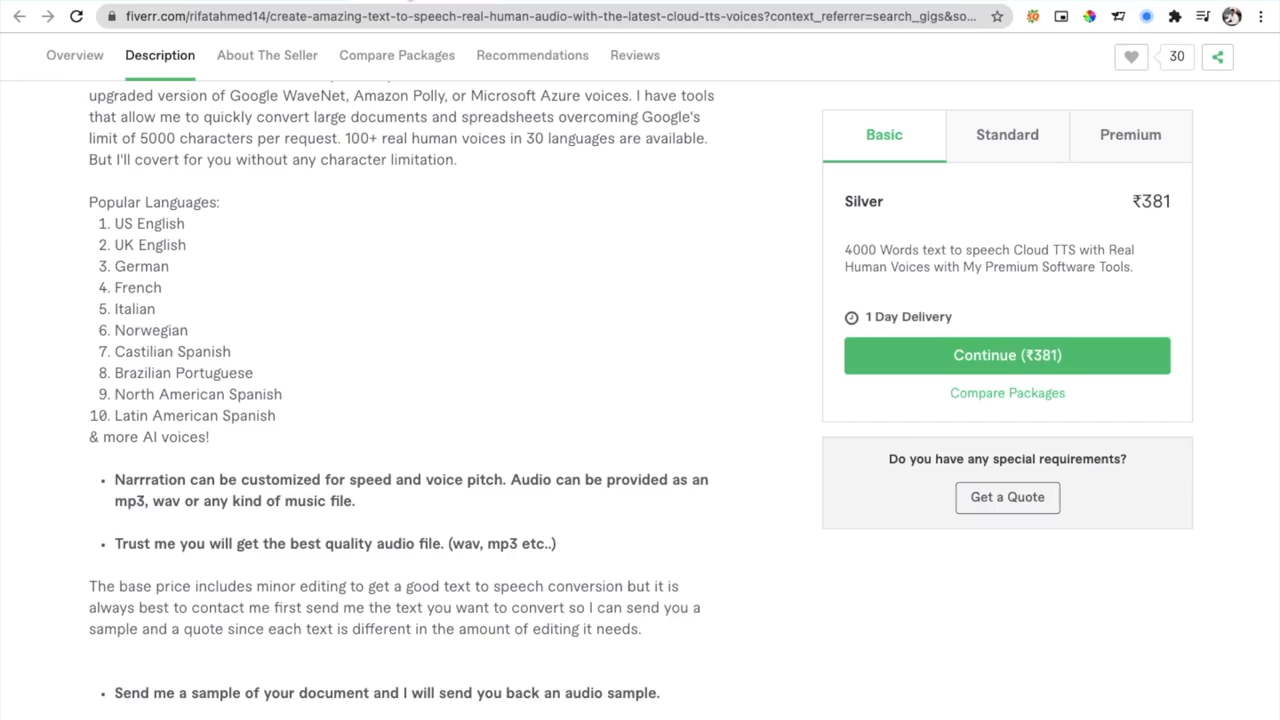 fiverr.com/rifatahmed14/create-amazing-text-to-speech-real-human-audio-with-the-latest-cloud-tts-voices?context_referrer=search_gigs&so...
Overview
Description
About The Seller
Compare Packages
Recommendations
Reviews
30
upgraded version of Google WaveNet, Amazon Polly, or Microsoft Azure voices. I have tools
that allow me to quickly convert large documents and spreadsheets overcoming Google's
limit of 5000 characters per request. 100+ real human voices in 30 languages are available.
But I'll covert for you without any character limitation.
Popular Languages:
1. US English
2. UK English
3. German
4. French
5. Italian
6. Norwegian
7. Castilian Spanish
8. Brazilian Portuguese
9. North American Spanish
10. Latin American Spanish
& more AI voices!
• Narrration can be customized for speed and voice pitch. Audio can be provided as an
mp3, wav or any kind of music file.
• Trust me you will get the best quality audio file. (wav, mp3 etc..)
The base price includes minor editing to get a good text to speech conversion but it is
always best to contact me first send me the text you want to convert so I can send you a
sample and a quote since each text is different in the amount of editing it needs.
• Send me a sample of your document and I will send you back an audio sample.
Basic
Standard
Premium
Silver
₹381
4000 Words text to speech Cloud TTS with Real
Human Voices with My Premium Software Tools.
1 Day Delivery
Continue (₹381)
Compare Packages
Do you have any special requirements?
Get a Quote